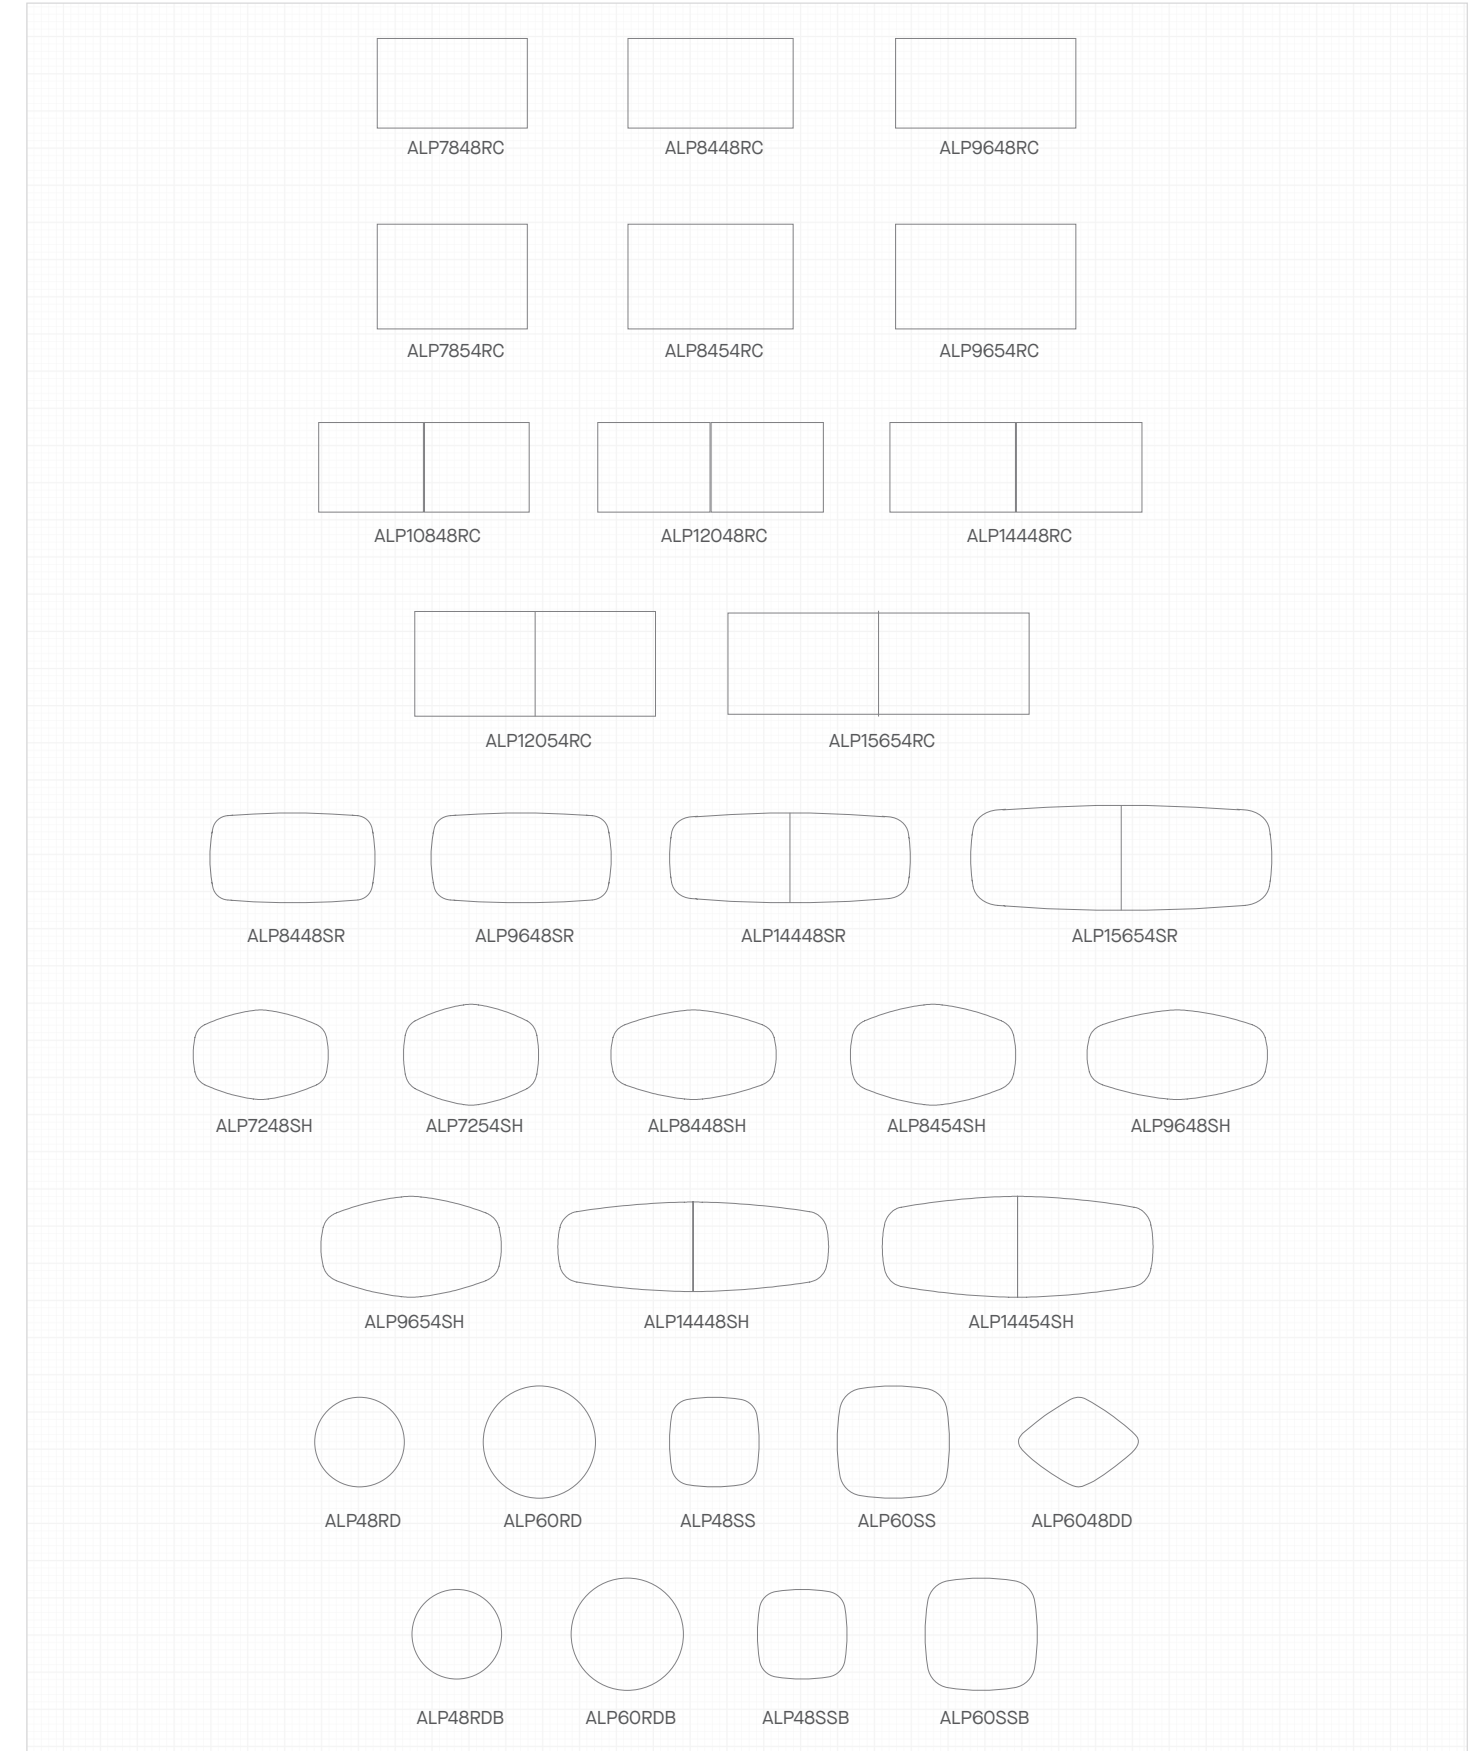 ALP7848RC ALP8448RC ALP9648RC
ALP7854RC ALP8454RC ALP9654RC
ALP10848RC ALP12048RC ALP14448RC
ALP12054RC ALP15654RC
ALP8448SR ALP9648SR ALP14448SR ALP15654SR
ALP7248SH ALP7254SH ALP8448SH ALP8454SH ALP9648SH
ALP9654SH ALP14448SH ALP14454SH
ALP48RD ALP60RD ALP48SS ALP60SS ALP6048DD
ALP48RDB ALP60RDB ALP48SSB ALP60SSB